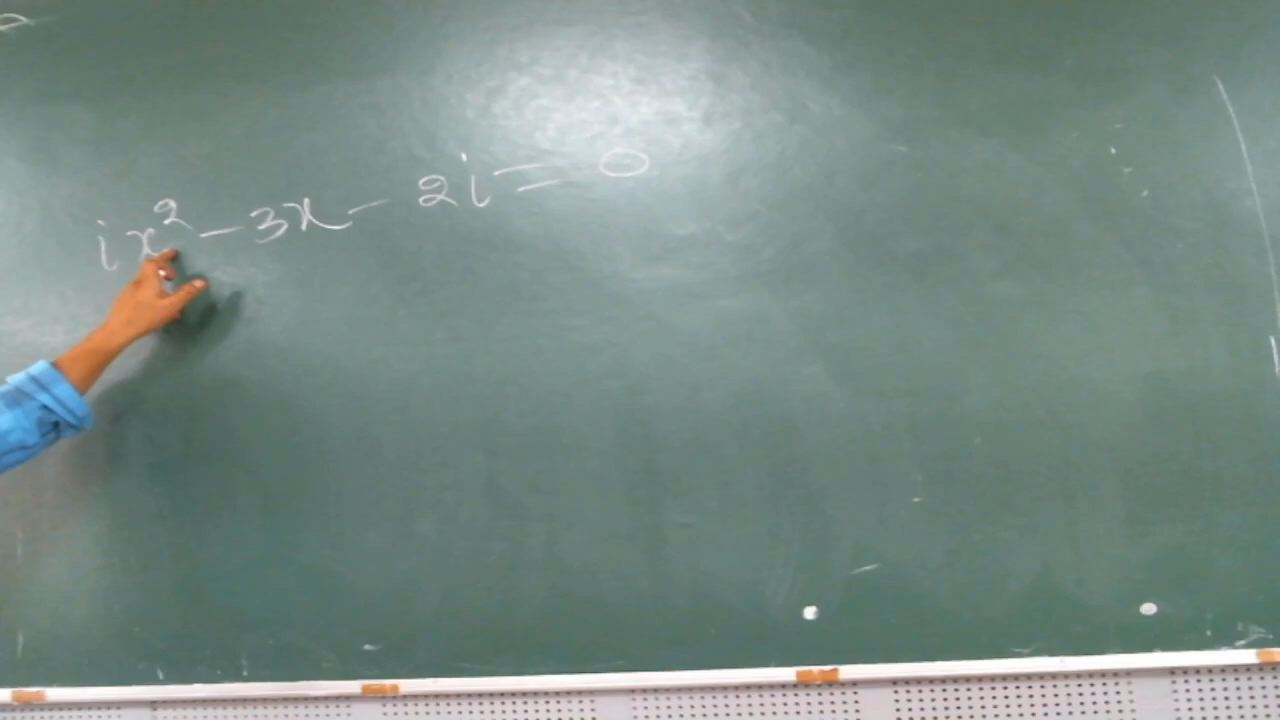 ix² - 3x - 2i = 0